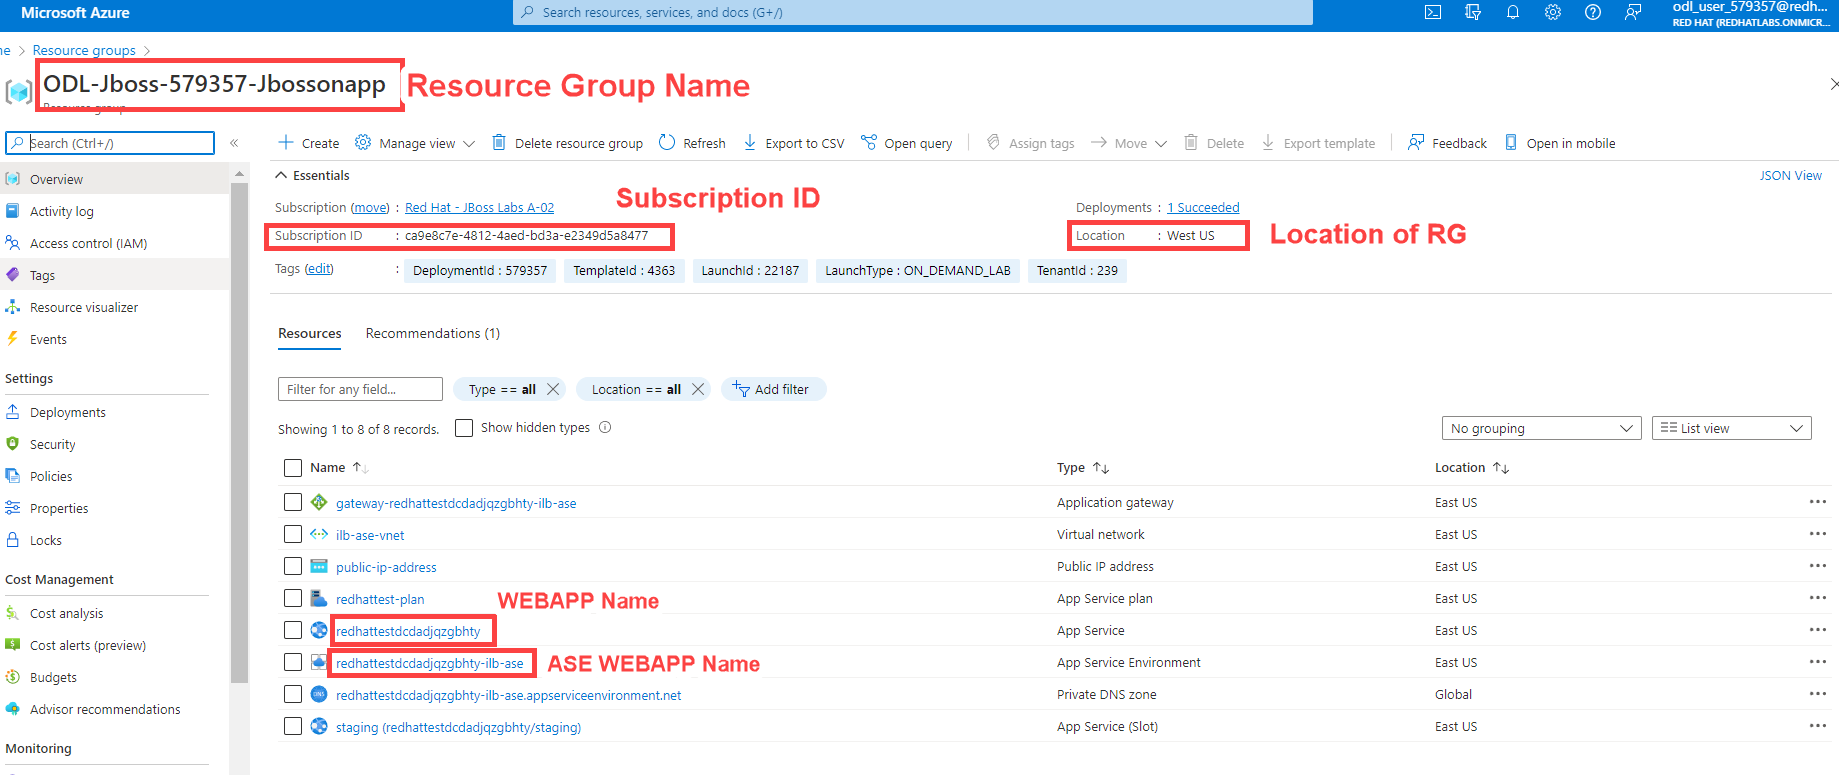 Microsoft Azure
Search resources, services, and docs (G+/)
odl_user_579357@redh...
RED HAT (REDHATLABS.ONMICR...
Resource groups
ODL-Jboss-579357-Jbossonapp
Resource Group Name
Resource group
Search (Ctrl+/)
Create
Manage view
Delete resource group
Refresh
Export to CSV
Open query
Assign tags
Move
Delete
Export template
Feedback
Open in mobile
Overview
Activity log
Access control (IAM)
Tags
Resource visualizer
Events
Settings
Deployments
Security
Policies
Properties
Locks
Cost Management
Cost analysis
Cost alerts (preview)
Budgets
Advisor recommendations
Monitoring
Essentials
JSON View
Subscription (move) : Red Hat - JBoss Labs A-02
Subscription ID
Deployments : 1 Succeeded
Subscription ID : ca9e8c7e-4812-4aed-bd3a-e2349d5a8477
Location : West US
Location of RG
Tags (edit) : DeploymentId : 579357 TemplateId : 4363 LaunchId : 22187 LaunchType : ON_DEMAND_LAB TenantId : 239
Resources Recommendations (1)
Filter for any field... Type == all Location == all Add filter
Showing 1 to 8 of 8 records. Show hidden types
No grouping List view
Name Type Location
gateway-redhattestdcdadjqzgbhty-ilb-ase Application gateway East US
ilb-ase-vnet Virtual network East US
public-ip-address Public IP address East US
redhattest-plan App Service plan East US
WEBAPP Name
redhattestdcdadjqzgbhty App Service East US
redhattestdcdadjqzgbhty-ilb-ase App Service Environment East US
ASE WEBAPP Name
redhattestdcdadjqzgbhty-ilb-ase.appserviceenvironment.net Private DNS zone Global
staging (redhattestdcdadjqzgbhty/staging) App Service (Slot) East US